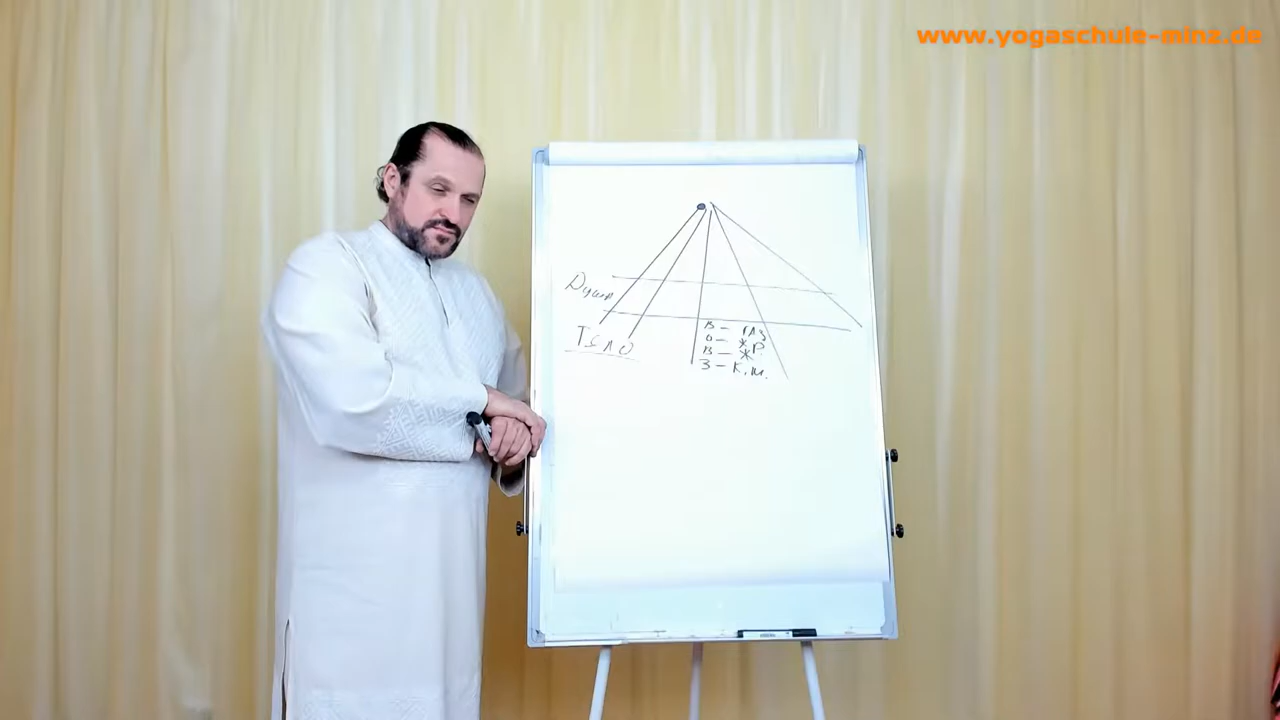 www.yogaschule-minz.de
Душа
ТЕЛО
В – ГАЗ
О – Ж.Р.
В – Ж
З – К.М.